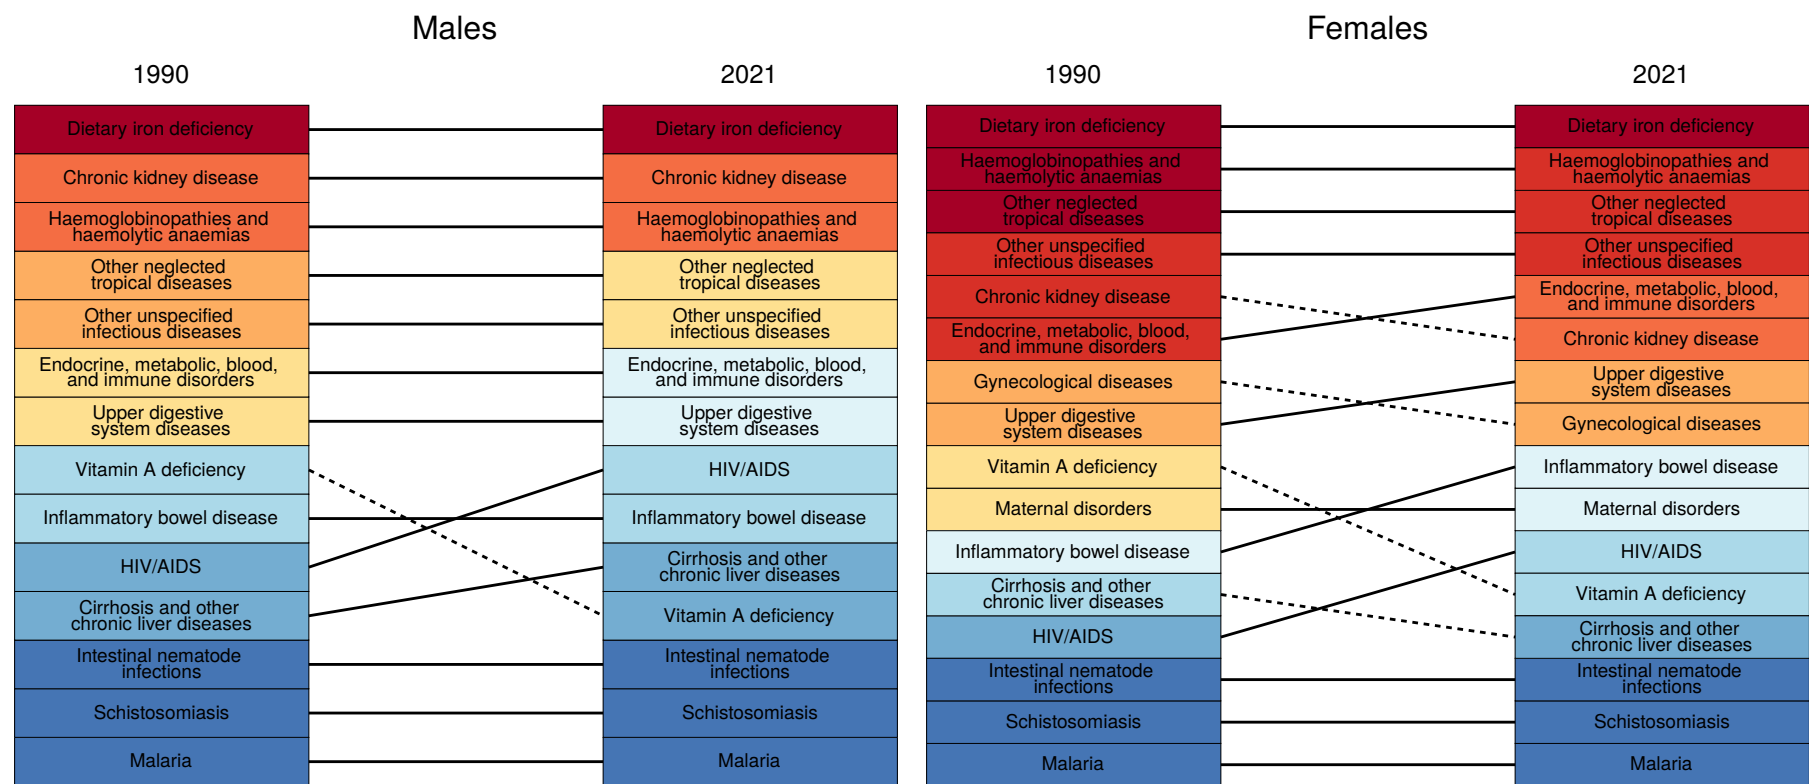 Males
1990
2021
Dietary iron deficiency
Chronic kidney disease
Haemoglobinopathies and
haemolytic anaemias
Other neglected
tropical diseases
Other unspecified
infectious diseases
Endocrine, metabolic, blood,
and immune disorders
Upper digestive
system diseases
Vitamin A deficiency
Inflammatory bowel disease
HIV/AIDS
Cirrhosis and other
chronic liver diseases
Intestinal nematode
infections
Schistosomiasis
Malaria
Dietary iron deficiency
Chronic kidney disease
Haemoglobinopathies and
haemolytic anaemias
Other neglected
tropical diseases
Other unspecified
infectious diseases
Endocrine, metabolic, blood,
and immune disorders
Upper digestive
system diseases
HIV/AIDS
Inflammatory bowel disease
Cirrhosis and other
chronic liver diseases
Vitamin A deficiency
Intestinal nematode
infections
Schistosomiasis
Malaria
Females
1990
2021
Dietary iron deficiency
Haemoglobinopathies and
haemolytic anaemias
Other neglected
tropical diseases
Other unspecified
infectious diseases
Chronic kidney disease
Endocrine, metabolic, blood,
and immune disorders
Gynecological diseases
Upper digestive
system diseases
Vitamin A deficiency
Maternal disorders
Inflammatory bowel disease
Cirrhosis and other
chronic liver diseases
HIV/AIDS
Intestinal nematode
infections
Schistosomiasis
Malaria
Dietary iron deficiency
Haemoglobinopathies and
haemolytic anaemias
Other neglected
tropical diseases
Other unspecified
infectious diseases
Endocrine, metabolic, blood,
and immune disorders
Chronic kidney disease
Upper digestive
system diseases
Gynecological diseases
Inflammatory bowel disease
Maternal disorders
HIV/AIDS
Vitamin A deficiency
Cirrhosis and other
chronic liver diseases
Intestinal nematode
infections
Schistosomiasis
Malaria